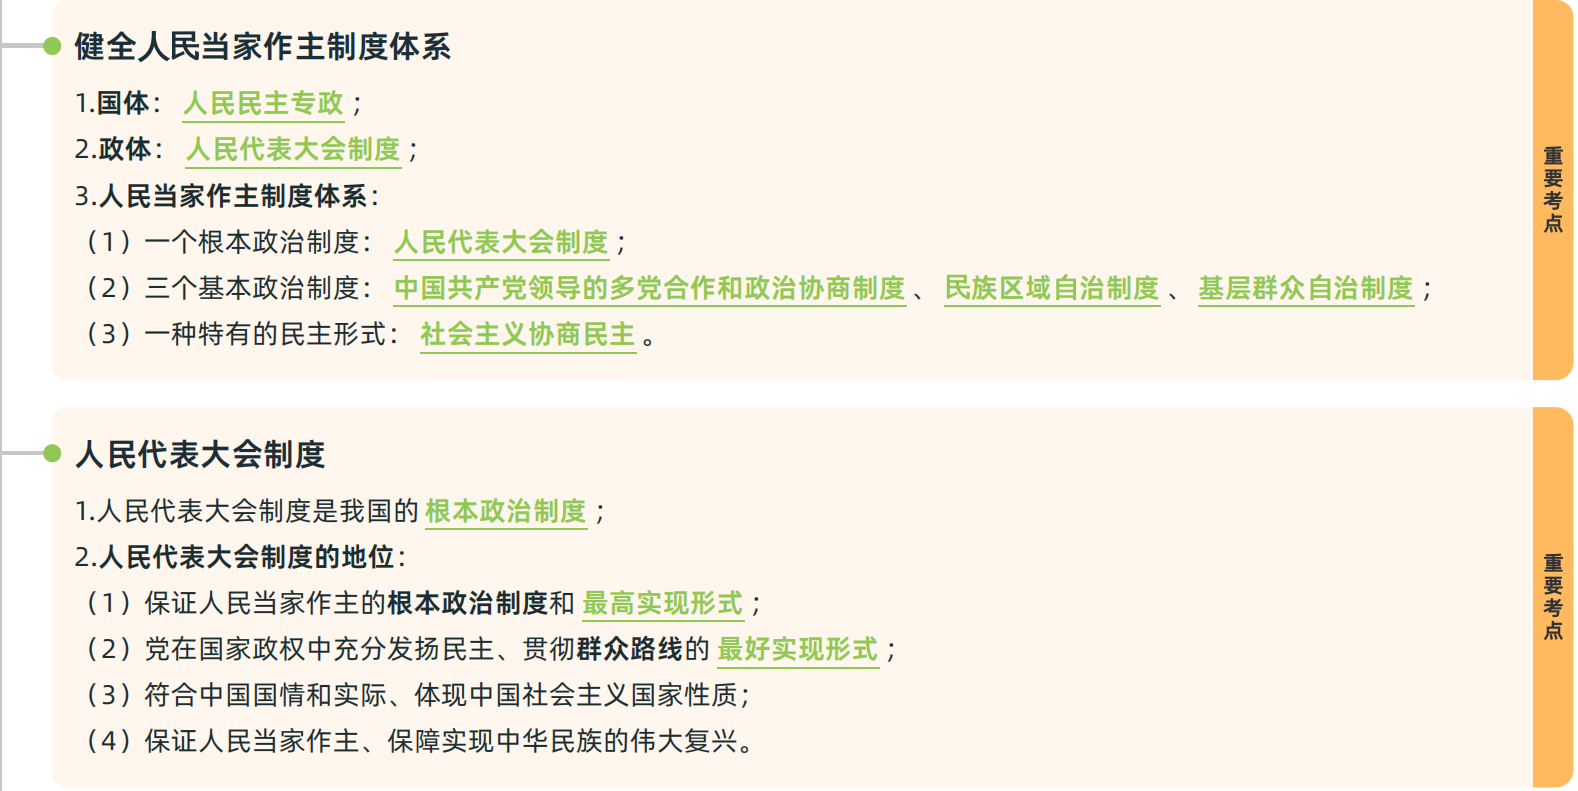 健全人民当家作主制度体系
1.国体：人民民主专政；
2.政体：人民代表大会制度；
3.人民当家作主制度体系：
（1）一个根本政治制度：人民代表大会制度；
（2）三个基本政治制度：中国共产党领导的多党合作和政治协商制度、民族区域自治制度、基层群众自治制度；
（3）一种特有的民主形式：社会主义协商民主。
重要考点
人民代表大会制度
1.人民代表大会制度是我国的根本政治制度；
2.人民代表大会制度的地位：
（1）保证人民当家作主的根本政治制度和最高实现形式；
（2）党在国家政权中充分发扬民主、贯彻群众路线的最好实现形式；
（3）符合中国国情和实际、体现中国社会主义国家性质；
（4）保证人民当家作主、保障实现中华民族的伟大复兴。
重要考点